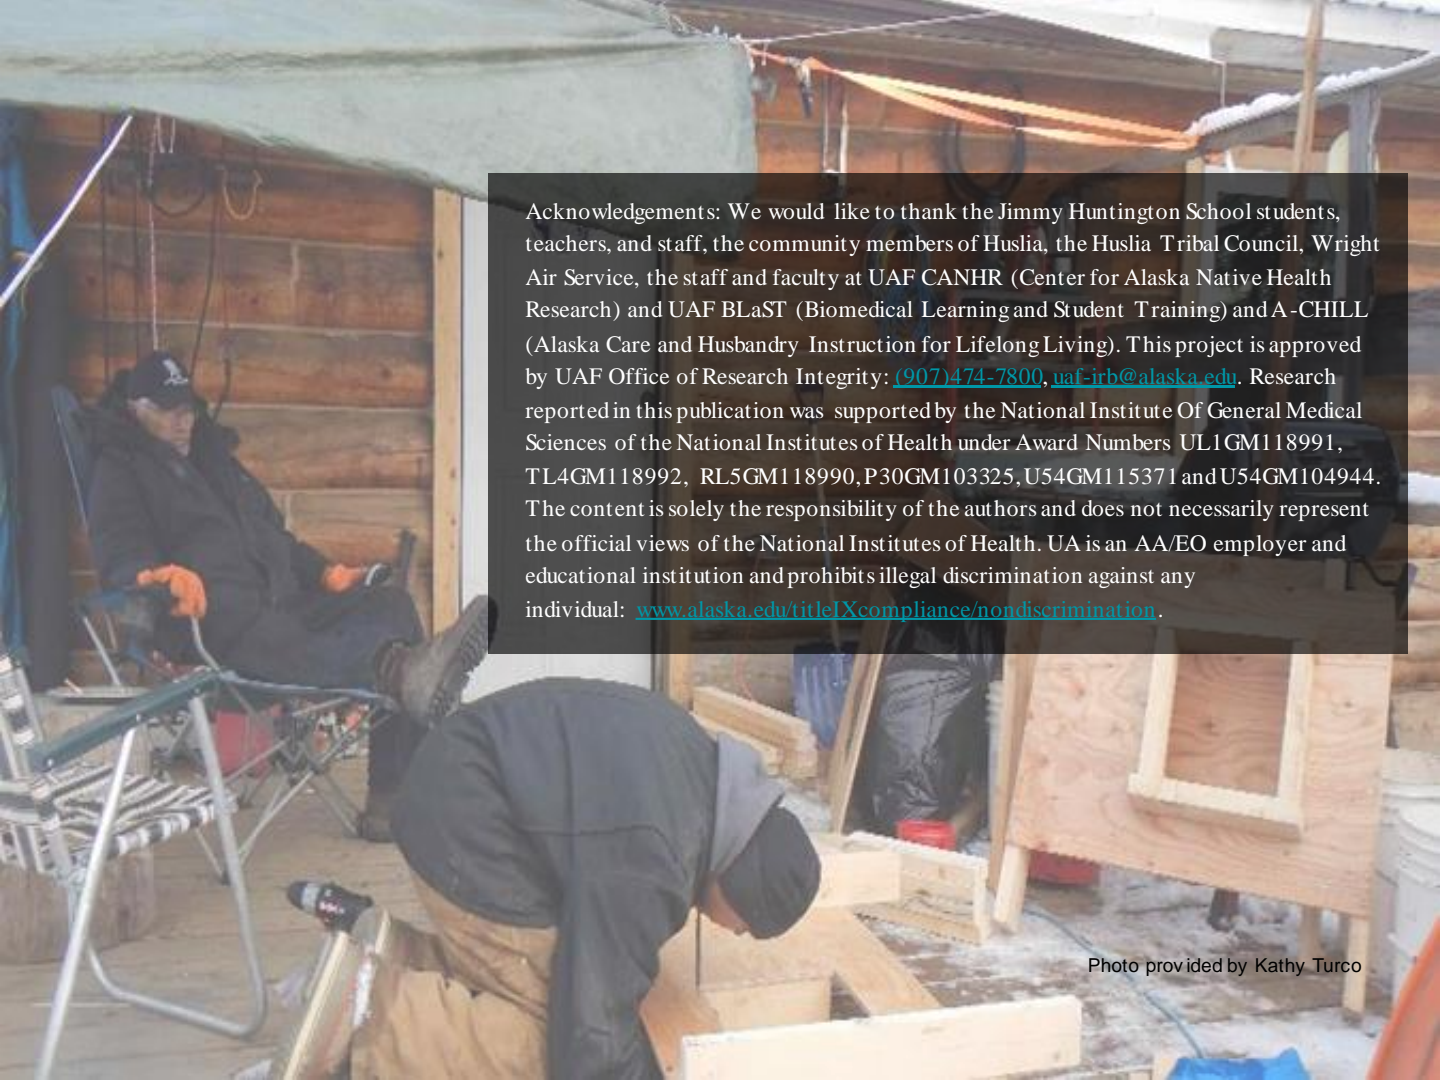 Acknowledgements: We would like to thank the Jimmy Huntington School students,
teachers, and staff, the community members of Huslia, the Huslia Tribal Council, Wright
Air Service, the staff and faculty at UAF CANHR (Center for Alaska Native Health
Research) and UAF BLaST (Biomedical Learning and Student Training) and A-CHILL
(Alaska Care and Husbandry Instruction for Lifelong Living). This project is approved
by UAF Office of Research Integrity: (907)474-7800, uaf-irb@alaska.edu. Research
reported in this publication was supported by the National Institute Of General Medical
Sciences of the National Institutes of Health under Award Numbers UL1GM118991,
TL4GM118992, RL5GM118990, P30GM103325, U54GM115371 and U54GM104944.
The content is solely the responsibility of the authors and does not necessarily represent
the official views of the National Institutes of Health. UA is an AA/EO employer and
educational institution and prohibits illegal discrimination against any
individual: www.alaska.edu/titleIXcompliance/nondiscrimination.
Photo provided by Kathy Turco